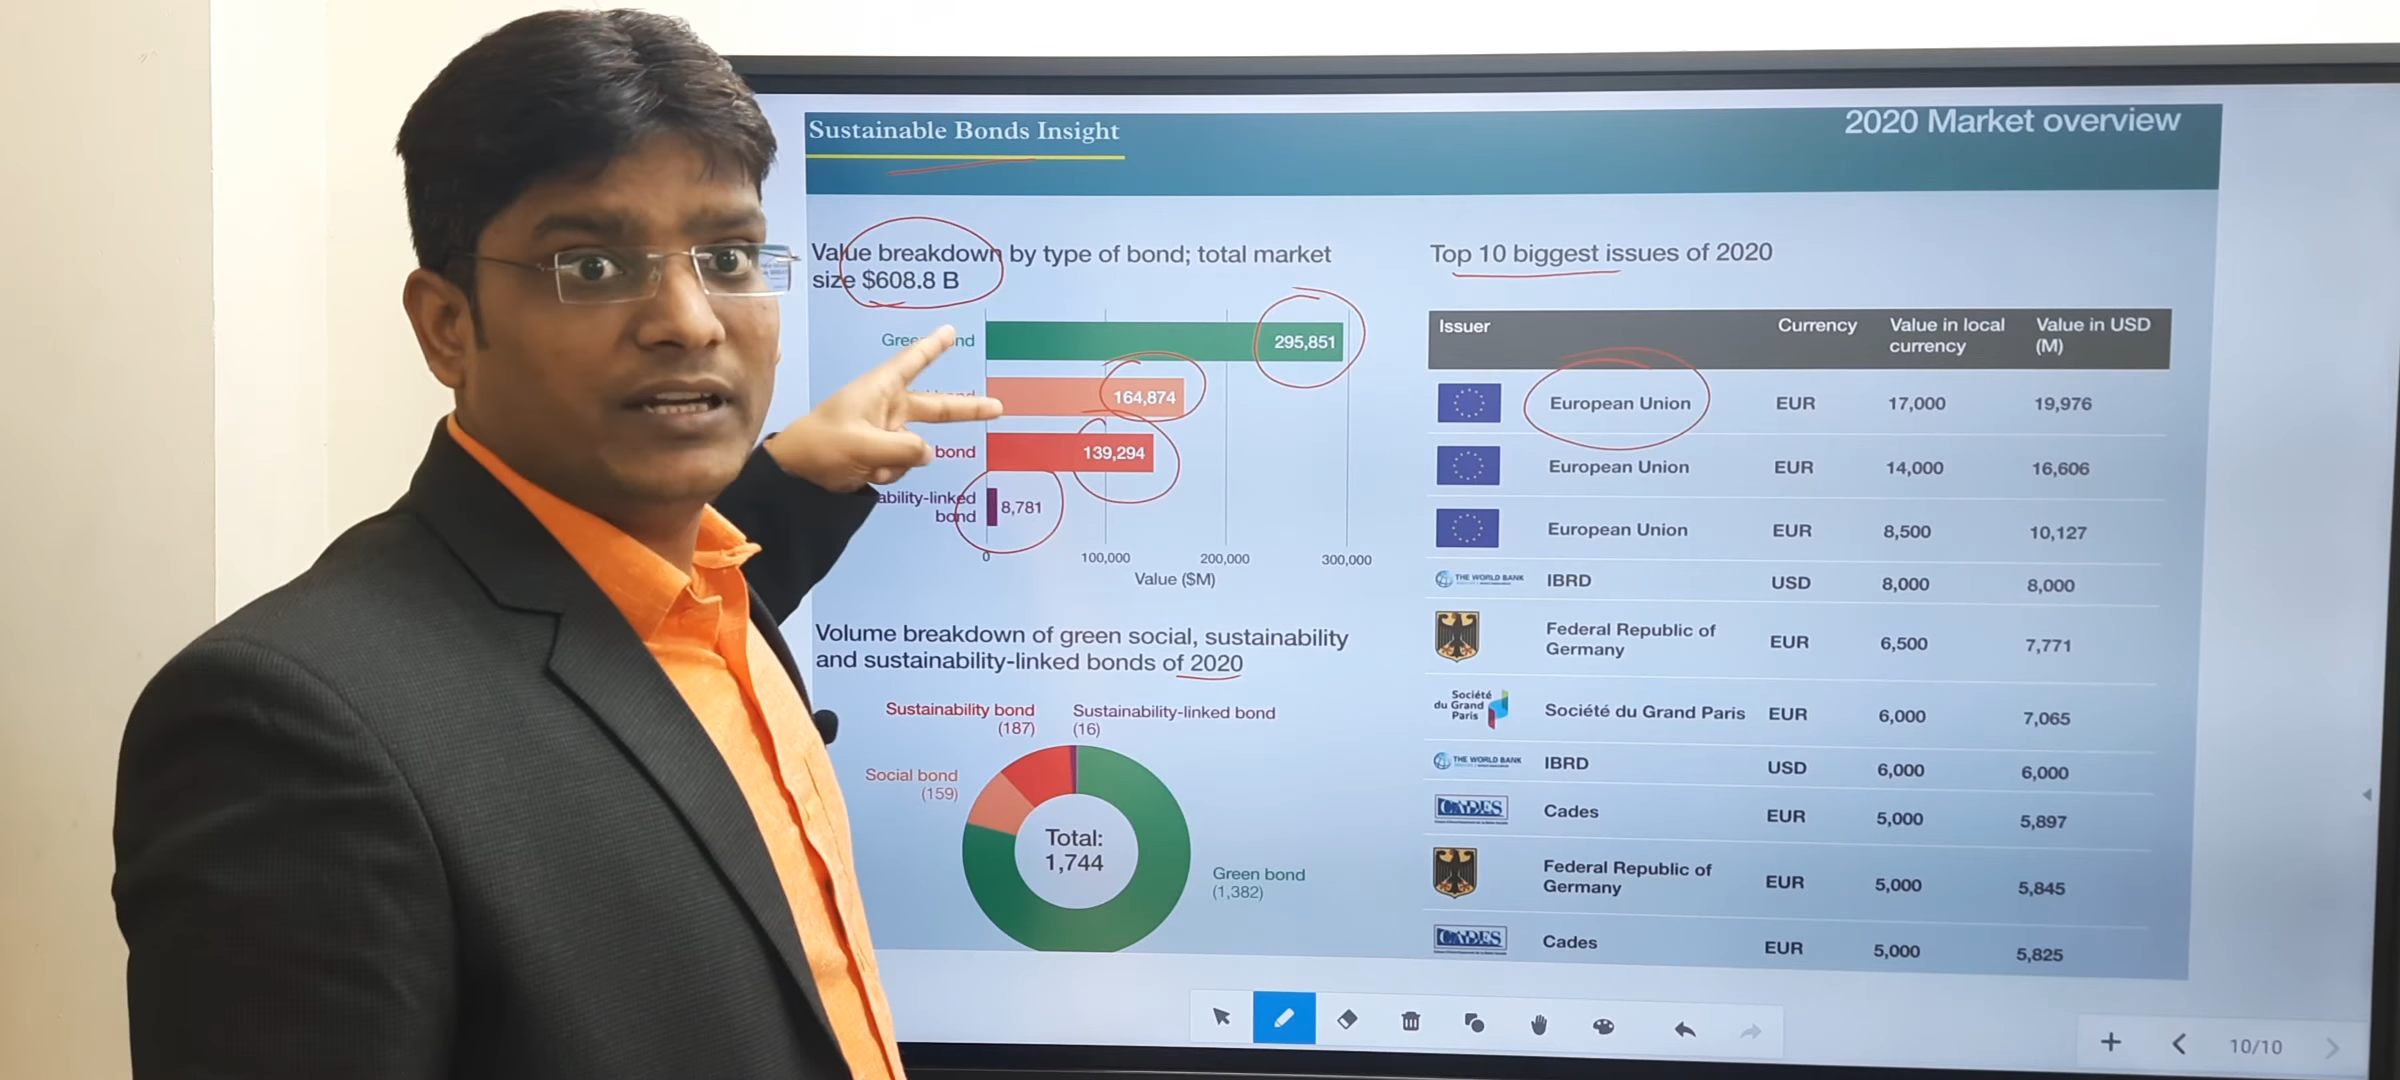 Sustainable Bonds Insight
2020 Market overview
Value breakdown by type of bond; total market
size $608.8 B
295,851
164,874
bond
139,294
ability-linked
bond
8,781
0 100,000 200,000 300,000
Value ($M)
Volume breakdown of green social, sustainability
and sustainability-linked bonds of 2020
Sustainability bond
(187)
Sustainability-linked bond
(16)
Social bond
(159)
Total:
1,744
Green bond
(1,382)
Top 10 biggest issues of 2020
Issuer Currency Value in local currency Value in USD (M)
European Union EUR 17,000 19,976
European Union EUR 14,000 16,606
European Union EUR 8,500 10,127
THE WORLD BANK IBRD USD 8,000 8,000
Federal Republic of Germany EUR 6,500 7,771
Société du Grand Paris Société du Grand Paris EUR 6,000 7,065
THE WORLD BANK IBRD USD 6,000 6,000
CADES Cades EUR 5,000 5,897
Federal Republic of Germany EUR 5,000 5,845
CADES Cades EUR 5,000 5,825
10/10